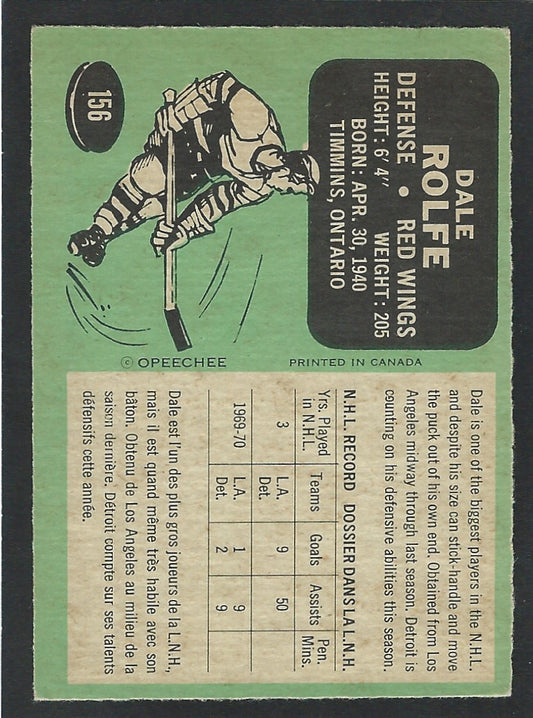 DALE
ROLFE
DEFENSE • RED WINGS
HEIGHT: 6' 4" WEIGHT: 205
BORN: APR. 30, 1940
TIMMINS, ONTARIO
156
© OPEECHEE PRINTED IN CANADA
Dale is one of the biggest players in the N.H.L.
and despite his size can stick-handle and move
the puck out of his own end. Obtained from Los
Angeles midway through last season. Detroit is
counting on his defensive abilities this season.
N.H.L. RECORD DOSSIER DANS LA L.N.H.
Yrs. Played in N.H.L. Teams Goals Assists Pen. Mins.
3 L.A. 9 50
Det.
1969-70 L.A. 1 9
Det. 2 9
Dale est l'un des plus gros joueurs de la L.N.H.,
mais il est quand même très habile avec son
bâton. Obtenu de Los Angeles au milieu de la
saison dernière, Détroit compte sur ses talents
défensifs cette année.